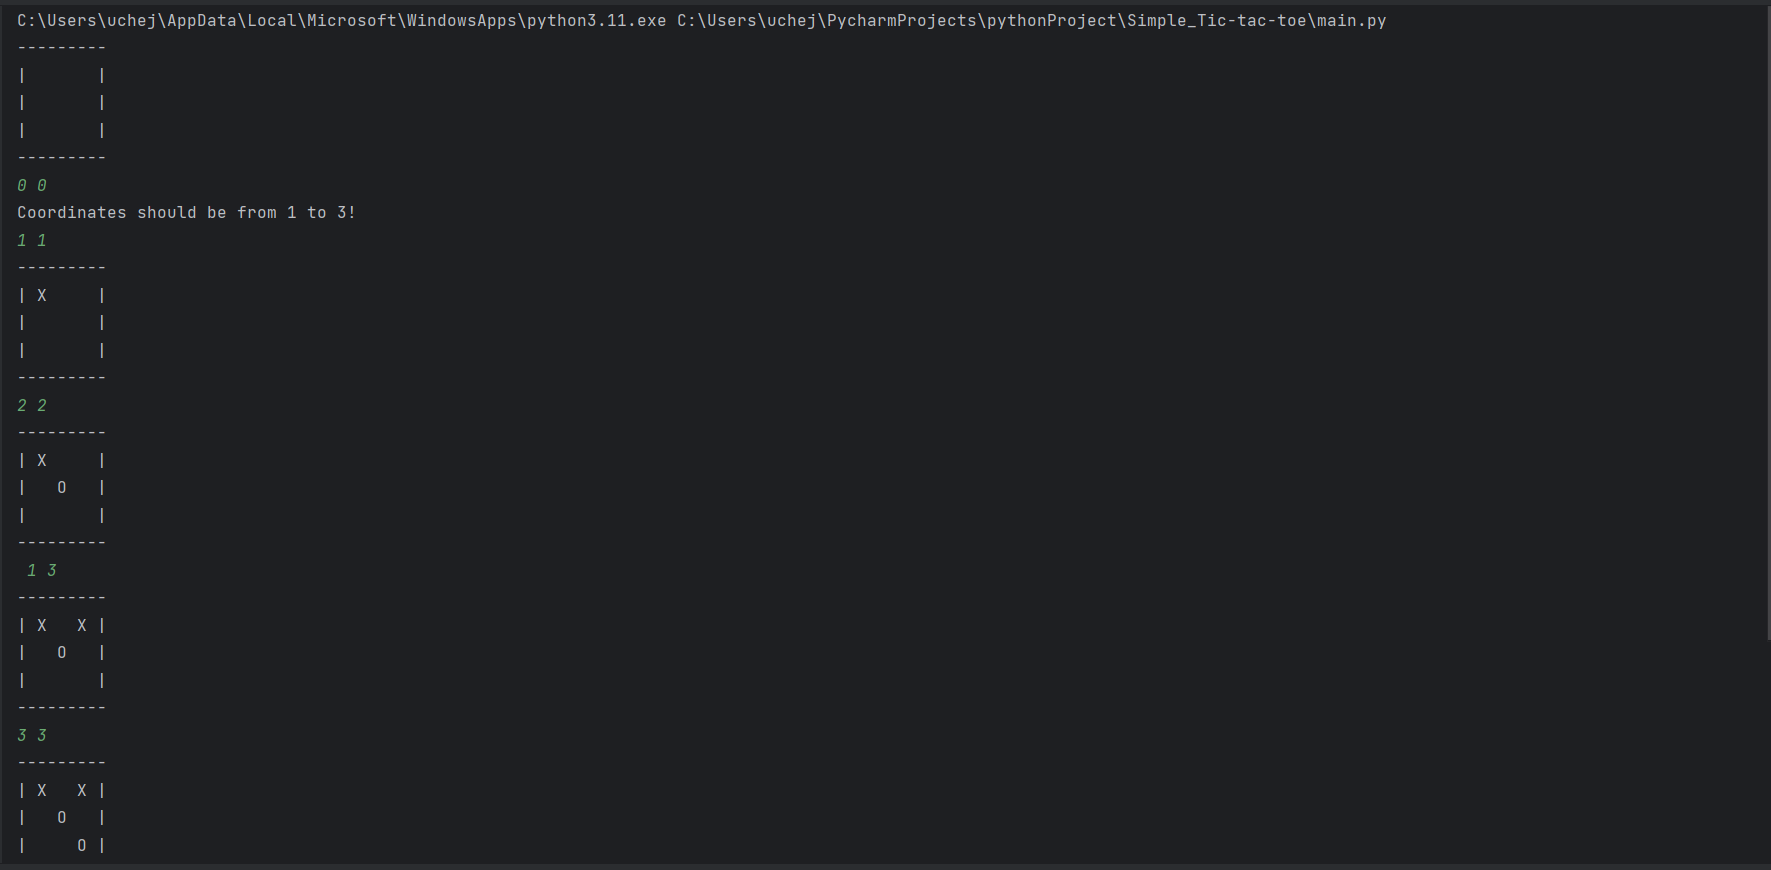 C:\Users\uchej\AppData\Local\Microsoft\WindowsApps\python3.11.exe C:\Users\uchej\PycharmProjects\pythonProject\Simple_Tic-tac-toe\main.py
---------
|       |
|       |
|       |
---------
0 0
Coordinates should be from 1 to 3!
1 1
---------
| X     |
|       |
|       |
---------
2 2
---------
| X     |
|   O   |
|       |
---------
 1 3
---------
| X   X |
|   O   |
|       |
---------
3 3
---------
| X   X |
|   O   |
|     O |